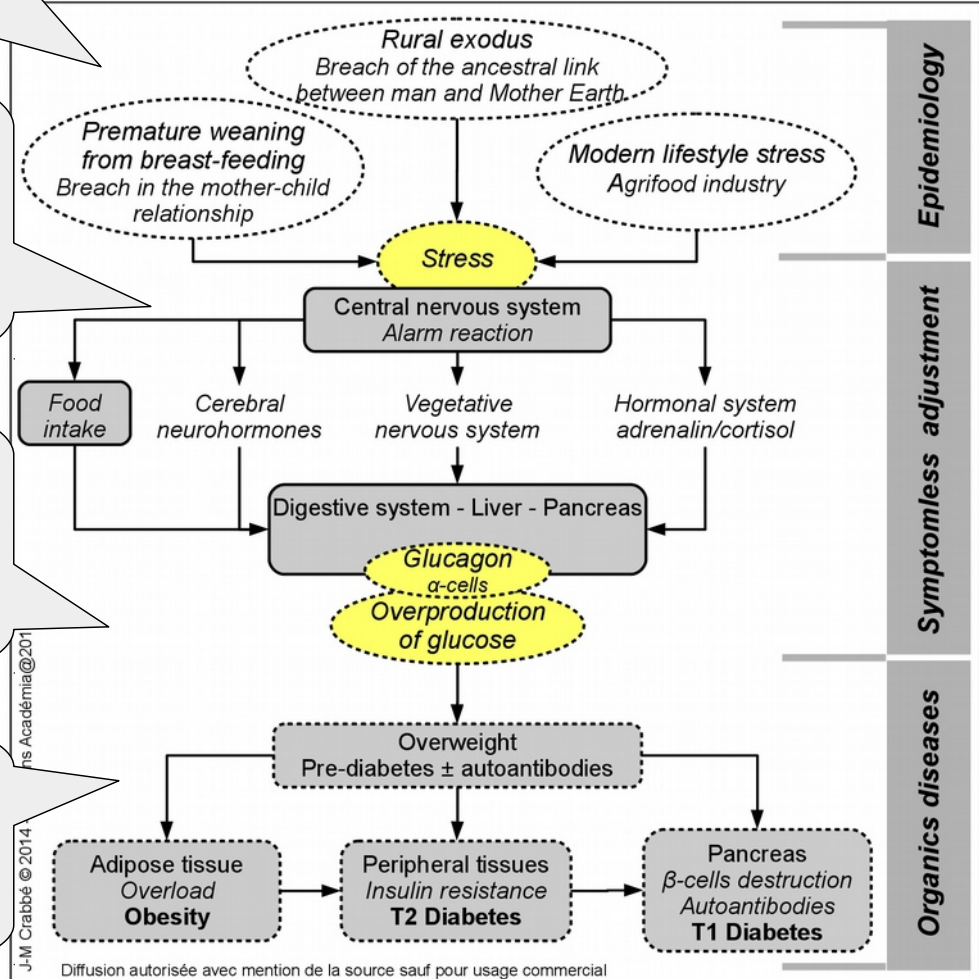 Rural exodus
Breach of the ancestral link
between man and Mother Earth
Premature weaning
from breast-feeding
Breach in the mother-child
relationship
Modern lifestyle stress
Agrifood industry
Stress
Central nervous system
Alarm reaction
Food
intake
Cerebral
neurohormones
Vegetative
nervous system
Hormonal system
adrenalin/cortisol
Digestive system - Liver - Pancreas
Glucagon
α-cells
Overproduction
of glucose
Overweight
Pre-diabetes ± autoantibodies
Adipose tissue
Overload
Obesity
Peripheral tissues
Insulin resistance
T2 Diabetes
Pancreas
β-cells destruction
Autoantibodies
T1 Diabetes
Epidemiology
Symptomless adjustment
Organics diseases
J-M Crabbé © 2014
Diffusion autorisée avec mention de la source sauf pour usage commercial